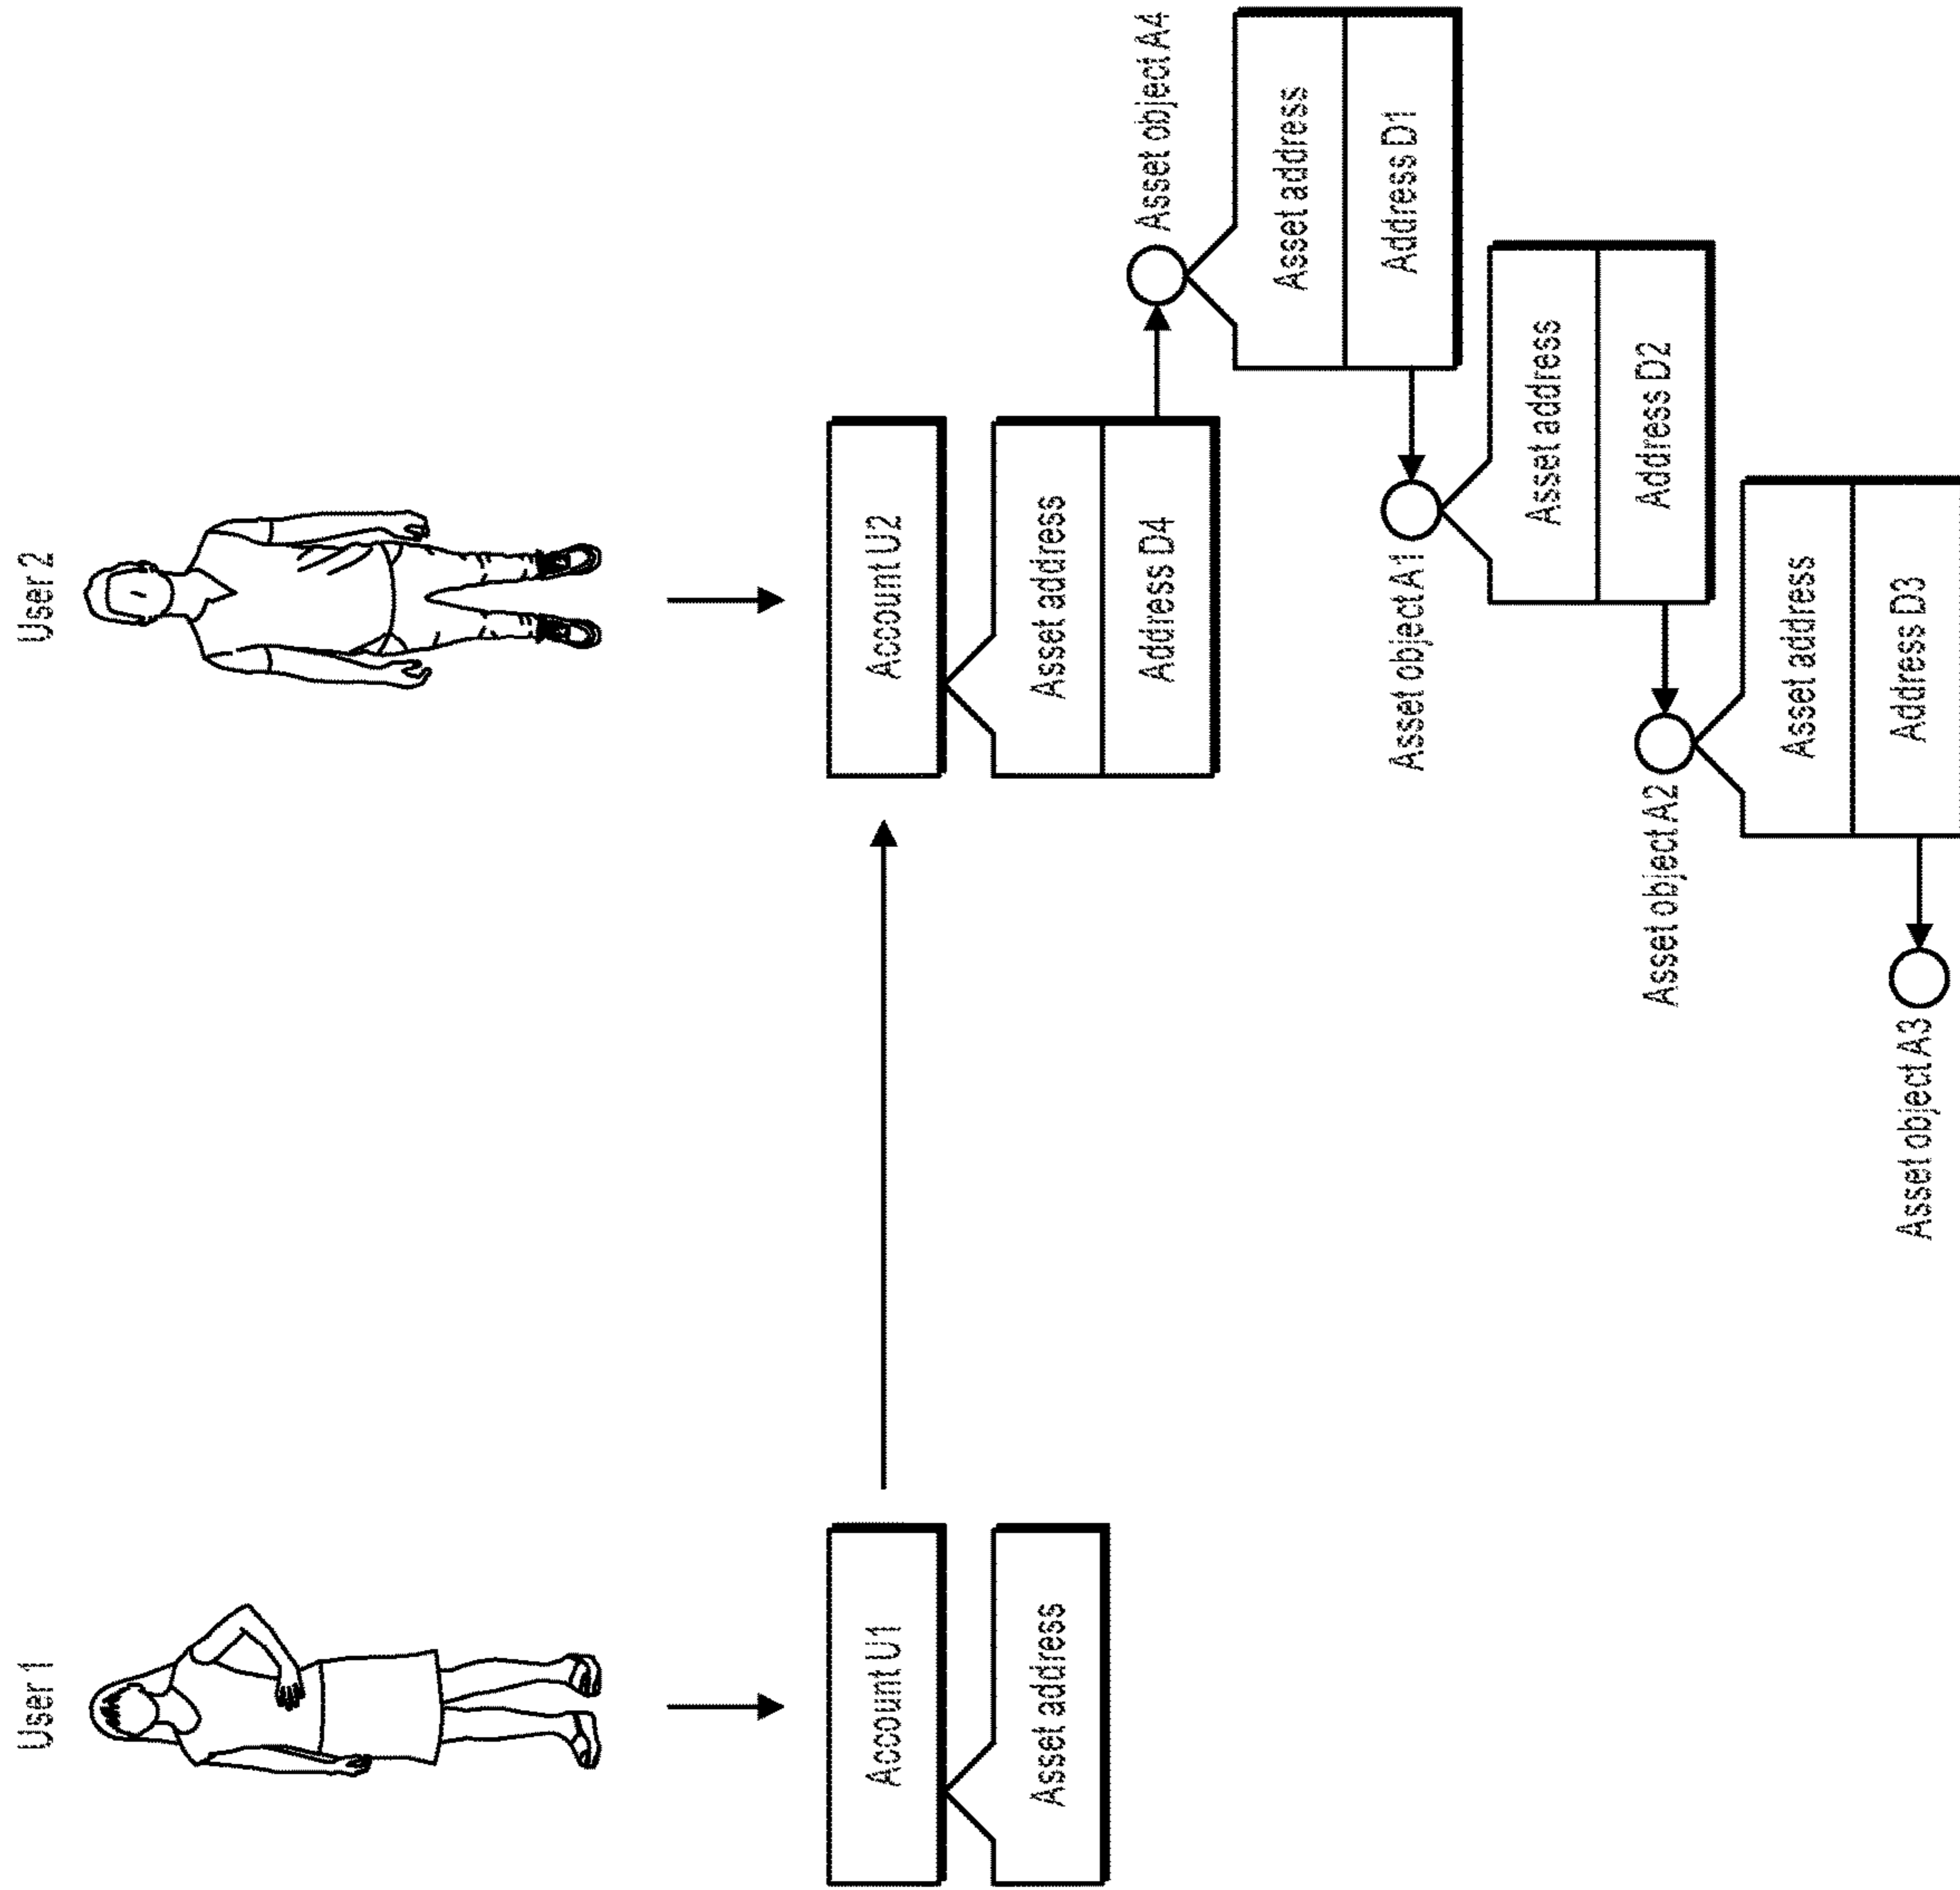 User 1
User 2
Account U1
Account U2
Asset address
Asset address
Address D4
Asset object A4
Asset address
Asset object A1
Address D1
Asset address
Asset object A2
Address D2
Asset address
Asset object A3
Address D3